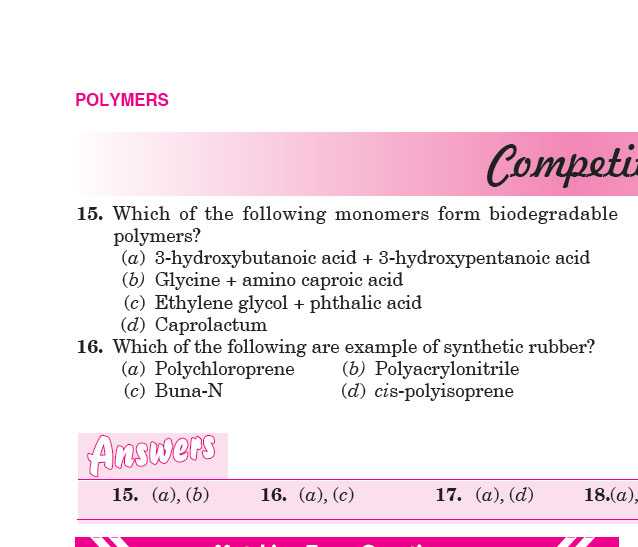 POLYMERS
15. Which of the following monomers form biodegradable
polymers?
(a) 3-hydroxybutanoic acid + 3-hydroxypentanoic acid
(b) Glycine + amino caproic acid
(c) Ethylene glycol + phthalic acid
(d) Caprolactum
16. Which of the following are example of synthetic rubber?
(a) Polychloroprene (b) Polyacrylonitrile
(c) Buna-N (d) cis-polyisoprene
Answers
15. (a), (b) 16. (a), (c) 17. (a), (d) 18.(a),